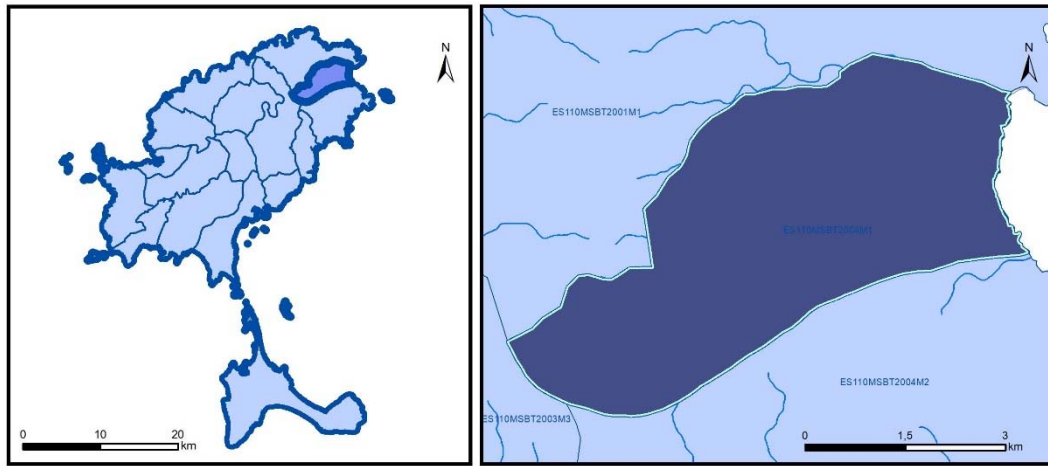 N
0 10 20
km
N
ES110MSBT2001M1
ES110MSBT2004M1
ES110MSBT2004M2
ES110MSBT2003M3
0 1,5 3
km